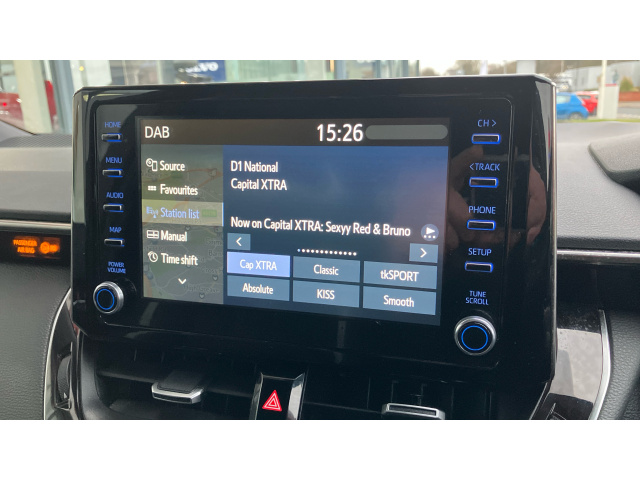 HOME
MENU
AUDIO
MAP
POWER
VOLUME
DAB
15:26
Source
Favourites
Station list
Manual
Time shift
D1 National
Capital XTRA
Now on Capital XTRA: Sexyy Red & Bruno
<
>
Cap XTRA
Classic
tkSPORT
Absolute
KISS
Smooth
CH >
< TRACK
PHONE
SETUP
TUNE
SCROLL
PASSENGER
AIRBAG